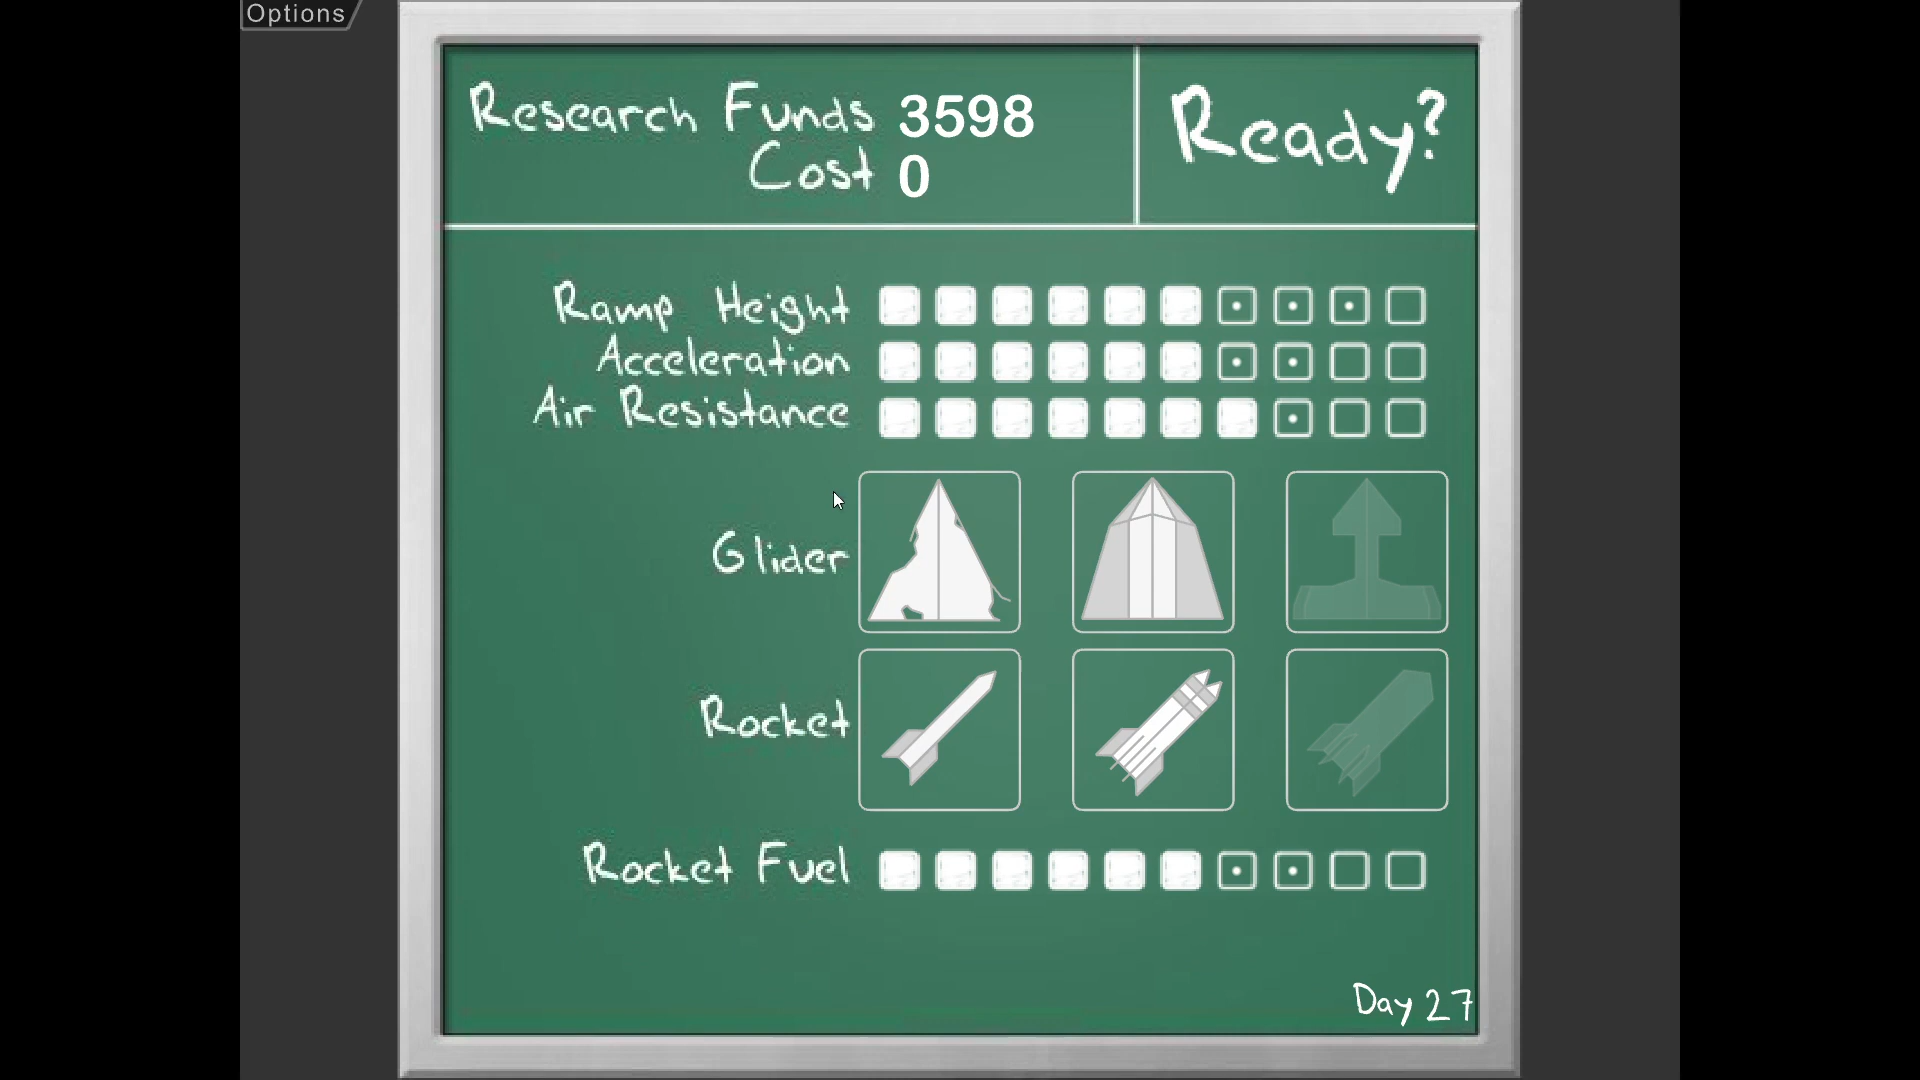 Options
Research Funds 3598
Cost 0
Ready?
Ramp Height
Acceleration
Air Resistance
Glider
Rocket
Rocket Fuel
Day 27